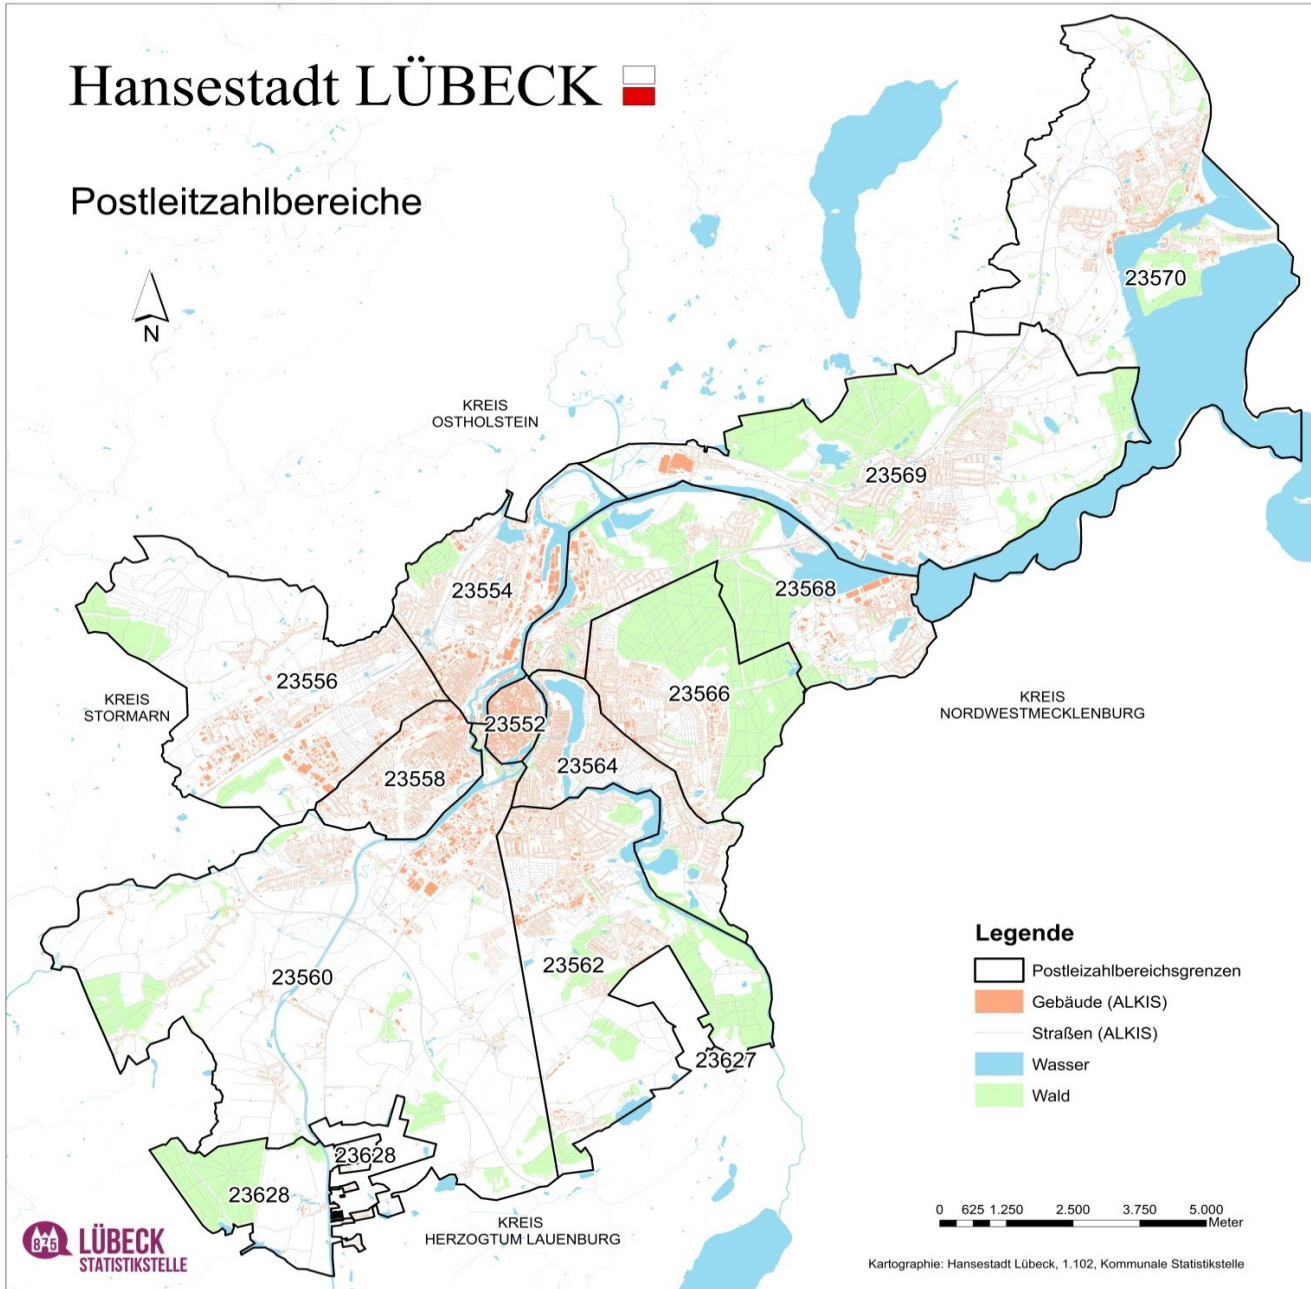 Hansestadt LÜBECK
Postleitzahlbereiche
N
23570
KREIS
OSTHOLSTEIN
23569
23554
23568
23556
23566
KREIS
STORMARN
KREIS
NORDWESTMECKLENBURG
23552
23564
23558
Legende
Postleizahlbereichsgrenzen
Gebäude (ALKIS)
Straßen (ALKIS)
Wasser
Wald
23562
23560
23627
23628
23628
KREIS
HERZOGTUM LAUENBURG
0 625 1.250 2.500 3.750 5.000
Meter
875
LÜBECK
STATISTIKSTELLE
Kartographie: Hansestadt Lübeck, 1.102, Kommunale Statistikstelle